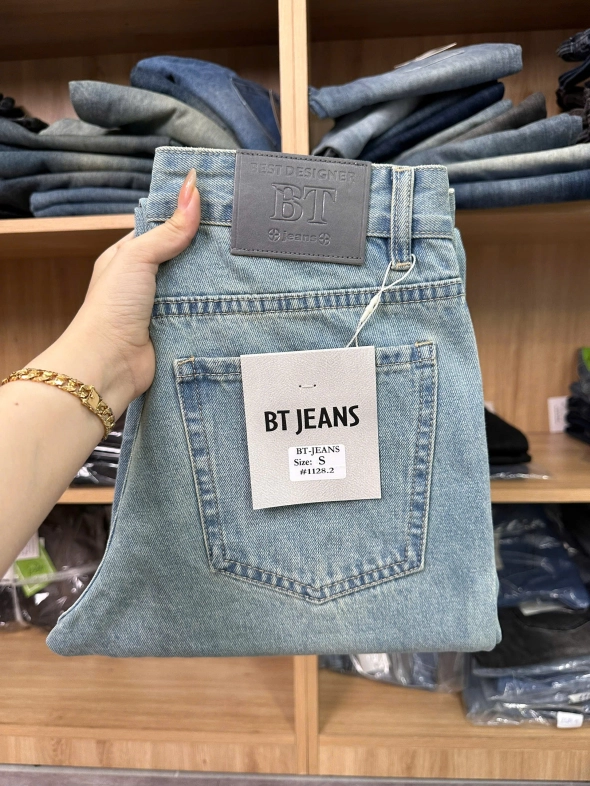 BEST DESIGNER
BT
jeans
BT JEANS
BT-JEANS
Size: S
#1128.2